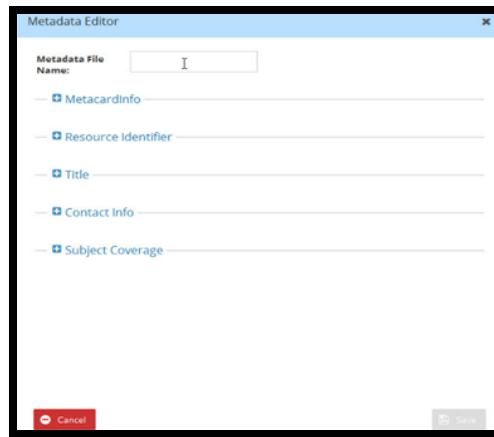 Metadata Editor
Metadata File
Name:
MetacardInfo
Resource Identifier
Title
Contact Info
Subject Coverage
Cancel
Save